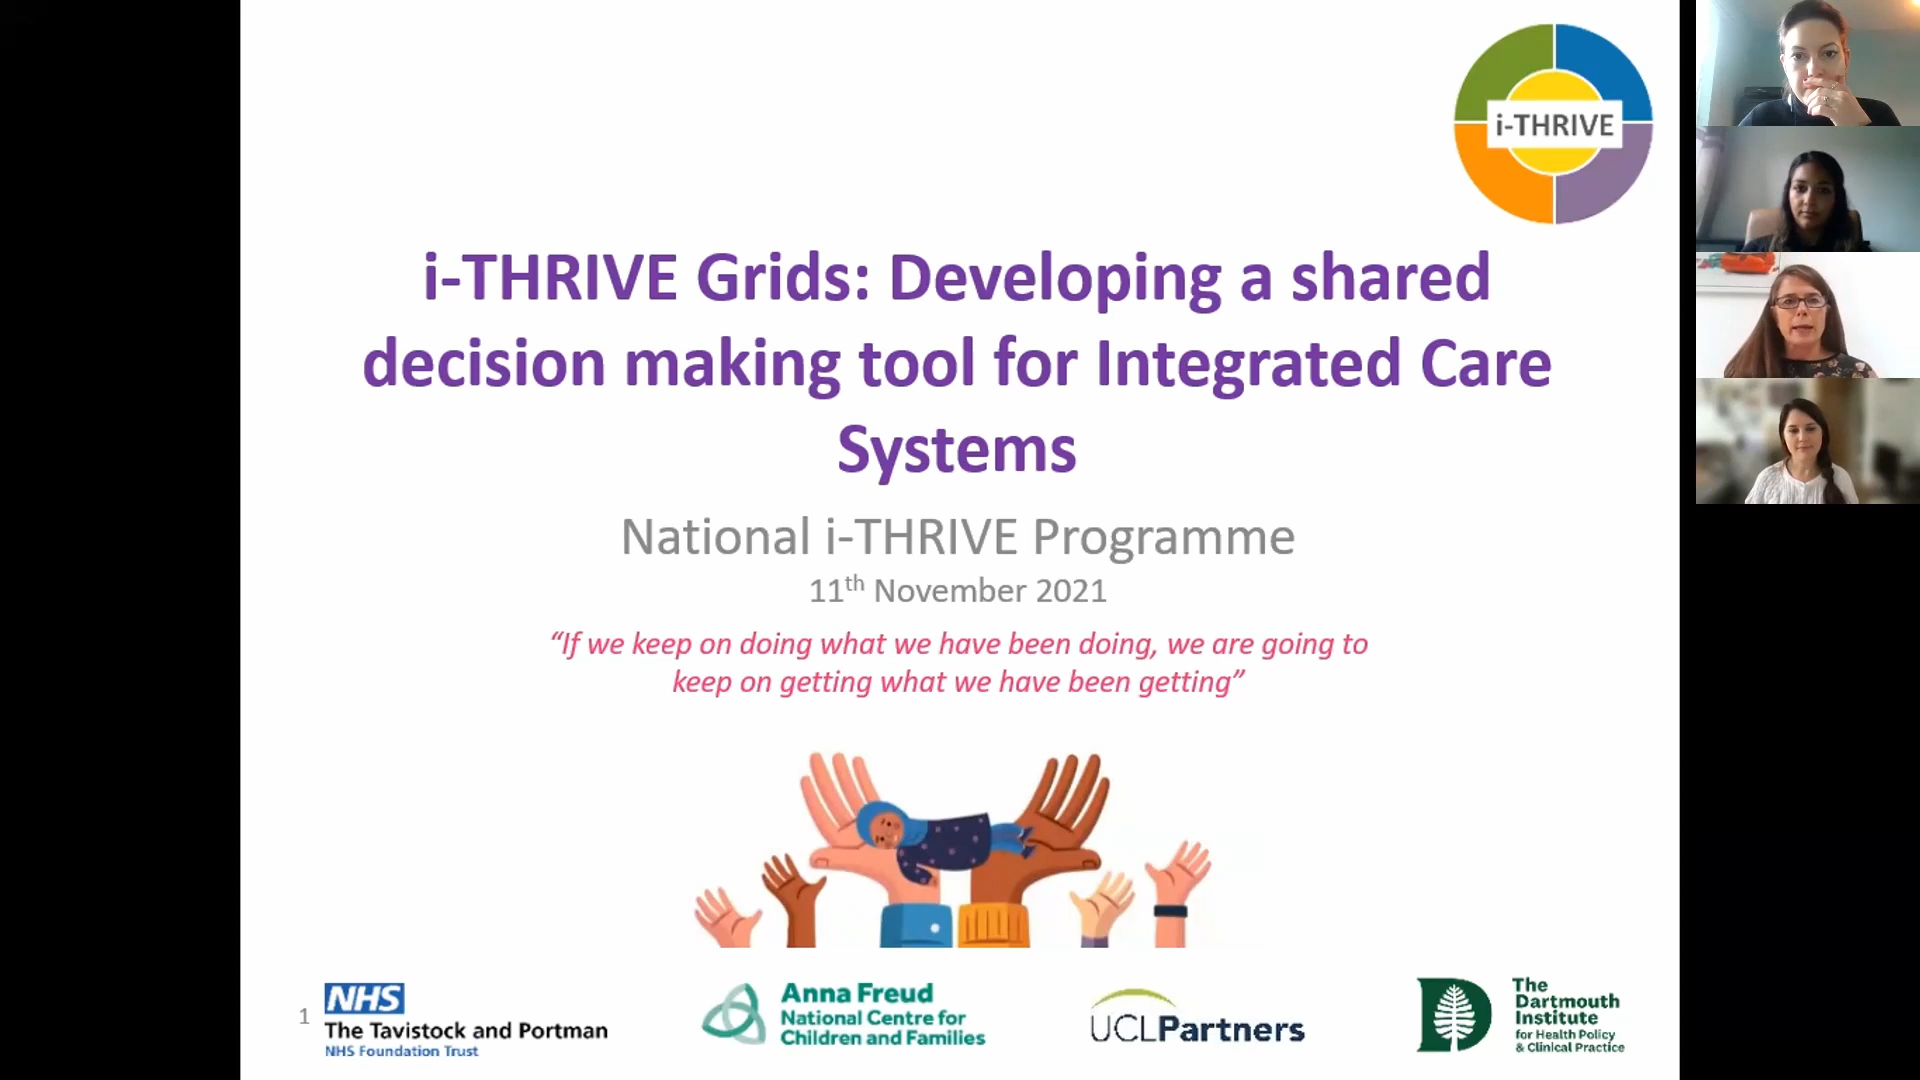 i-THRIVE
i-THRIVE Grids: Developing a shared
decision making tool for Integrated Care
Systems
National i-THRIVE Programme
11th November 2021
“If we keep on doing what we have been doing, we are going to
keep on getting what we have been getting”
1
NHS
The Tavistock and Portman
NHS Foundation Trust
Anna Freud
National Centre for
Children and Families
UCLPartners
D
The
Dartmouth
Institute
for Health Policy
& Clinical Practice